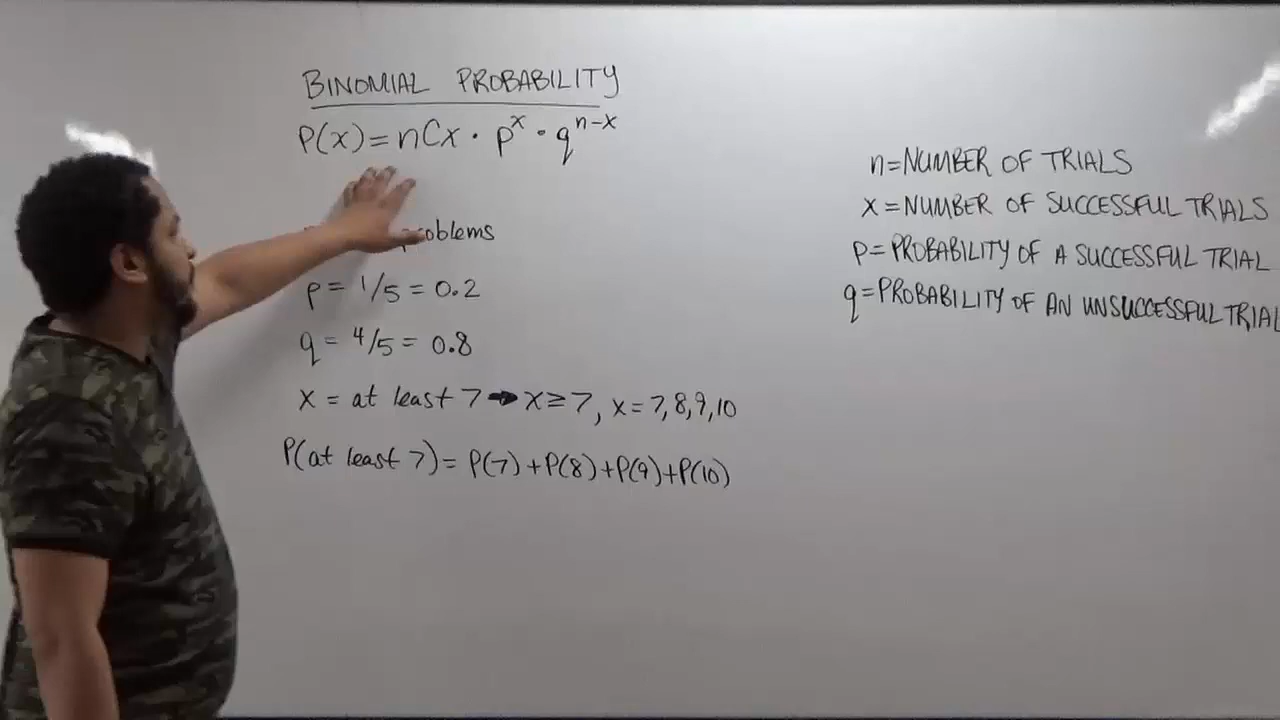 BINOMIAL PROBABILITY
P(x) = nCx · p^x · q^(n-x)
problems
p = 1/5 = 0.2
q = 4/5 = 0.8
x = at least 7 → x ≥ 7, x = 7,8,9,10
P(at least 7) = P(7) + P(8) + P(9) + P(10)
n = NUMBER OF TRIALS
x = NUMBER OF SUCCESSFUL TRIALS
p = PROBABILITY OF A SUCCESSFUL TRIAL
q = PROBABILITY OF AN UNSUCCESSFUL TRIAL